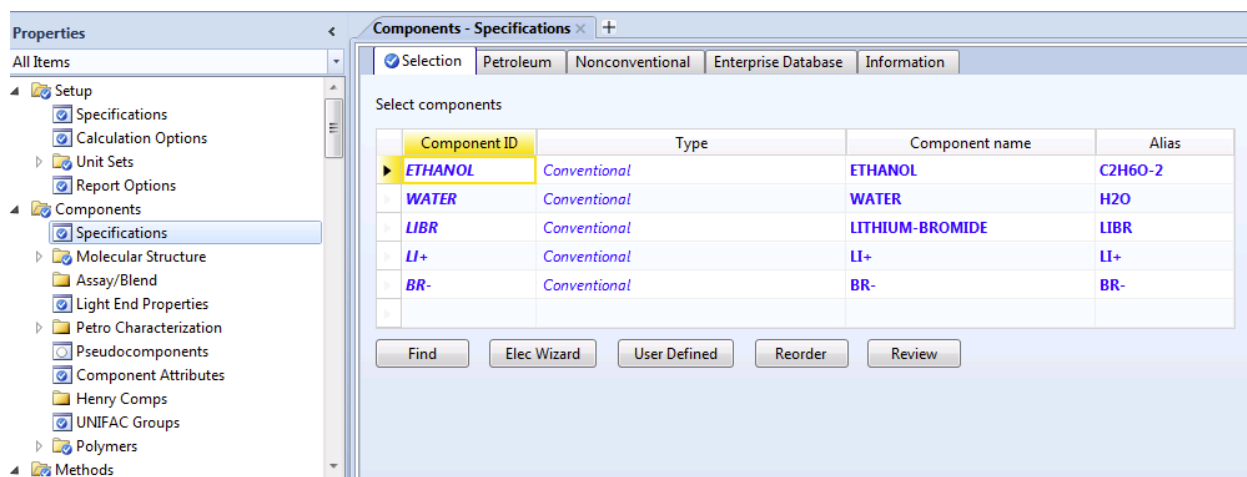 Properties
All Items
Setup
Specifications
Calculation Options
Unit Sets
Report Options
Components
Specifications
Molecular Structure
Assay/Blend
Light End Properties
Petro Characterization
Pseudocomponents
Component Attributes
Henry Comps
UNIFAC Groups
Polymers
Methods
Components - Specifications
Selection Petroleum Nonconventional Enterprise Database Information
Select components
Component ID Type Component name Alias
ETHANOL Conventional ETHANOL C2H6O-2
WATER Conventional WATER H2O
LIBR Conventional LITHIUM-BROMIDE LIBR
LI+ Conventional LI+ LI+
BR- Conventional BR- BR-
Find Elec Wizard User Defined Reorder Review